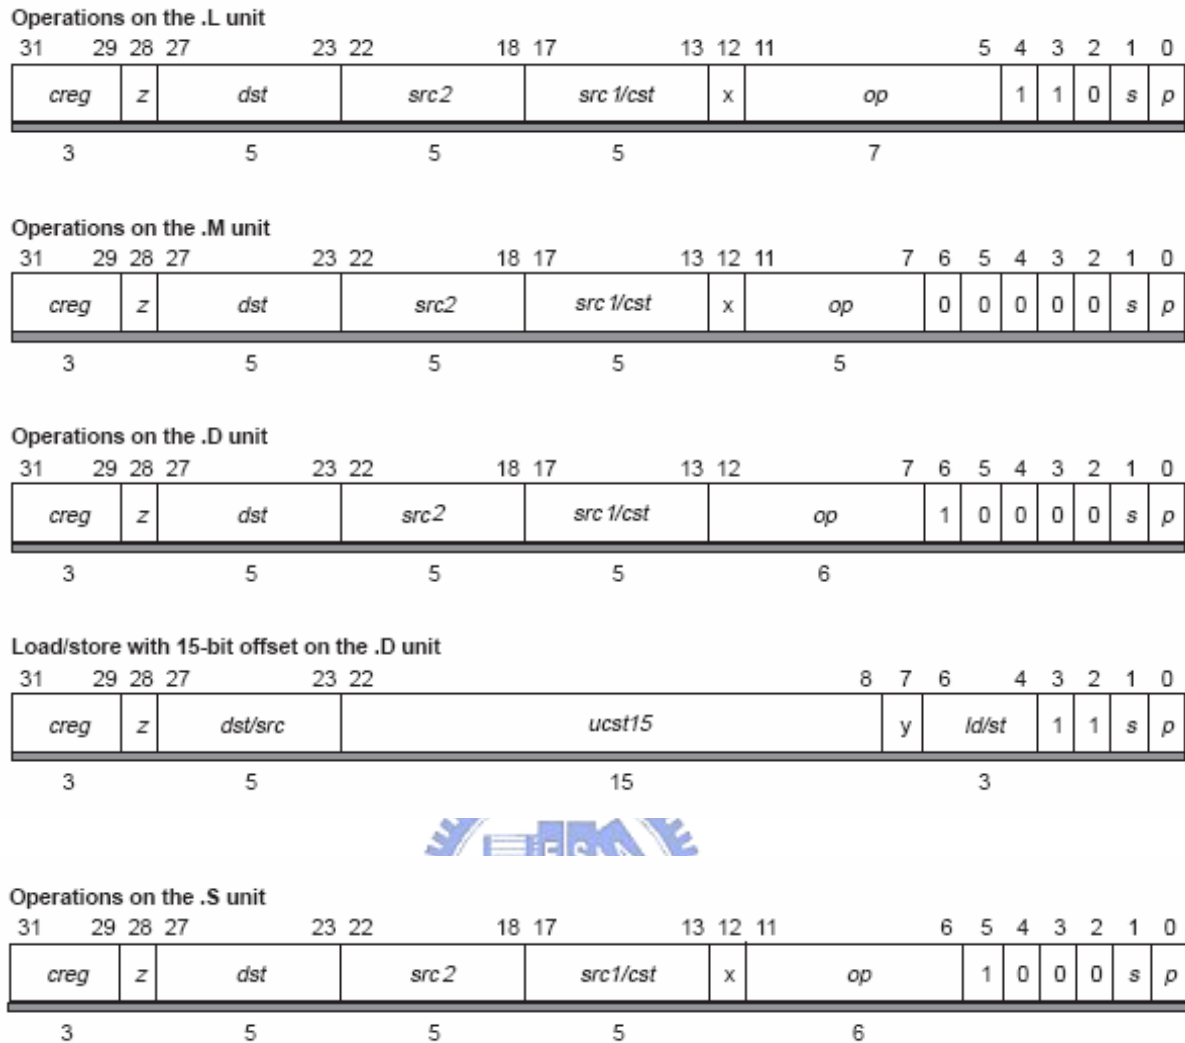 Operations on the .L unit
31 29 28 27 23 22 18 17 13 12 11 5 4 3 2 1 0
creg z dst src2 src1/cst x op 1 1 0 s p
3 5 5 5 7
Operations on the .M unit
31 29 28 27 23 22 18 17 13 12 11 7 6 5 4 3 2 1 0
creg z dst src2 src1/cst x op 0 0 0 0 0 s p
3 5 5 5 5
Operations on the .D unit
31 29 28 27 23 22 18 17 13 12 7 6 5 4 3 2 1 0
creg z dst src2 src1/cst op 1 0 0 0 0 s p
3 5 5 5 6
Load/store with 15-bit offset on the .D unit
31 29 28 27 23 22 8 7 6 4 3 2 1 0
creg z dst/src ucst15 y ld/st 1 1 s p
3 5 15 3
Operations on the .S unit
31 29 28 27 23 22 18 17 13 12 11 6 5 4 3 2 1 0
creg z dst src2 src1/cst x op 1 0 0 0 s p
3 5 5 5 6